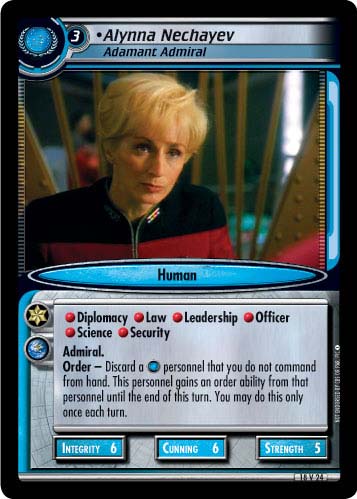 3
•Alynna Nechayev
Adamant Admiral
Human
Diplomacy Law Leadership Officer
Science Security
Admiral.
Order – Discard a personnel that you do not command
from hand. This personnel gains an order ability from that
personnel until the end of this turn. You may do this only
once each turn.
INTEGRITY 6 CUNNING 6 STRENGTH 5
18 V 24